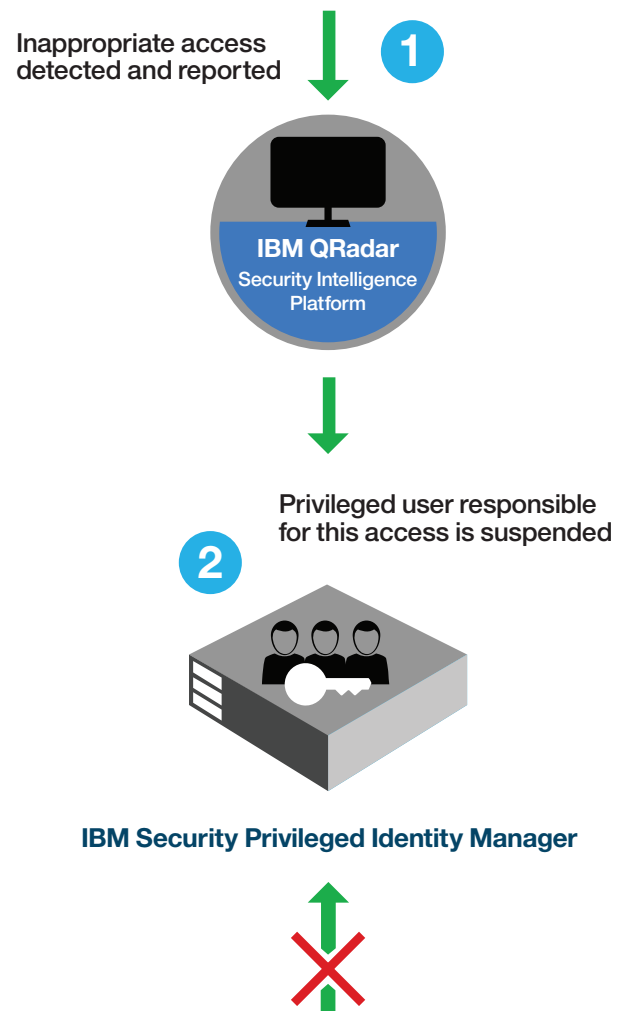 Inappropriate access
detected and reported
1
IBM QRadar
Security Intelligence
Platform
Privileged user responsible
for this access is suspended
2
IBM Security Privileged Identity Manager